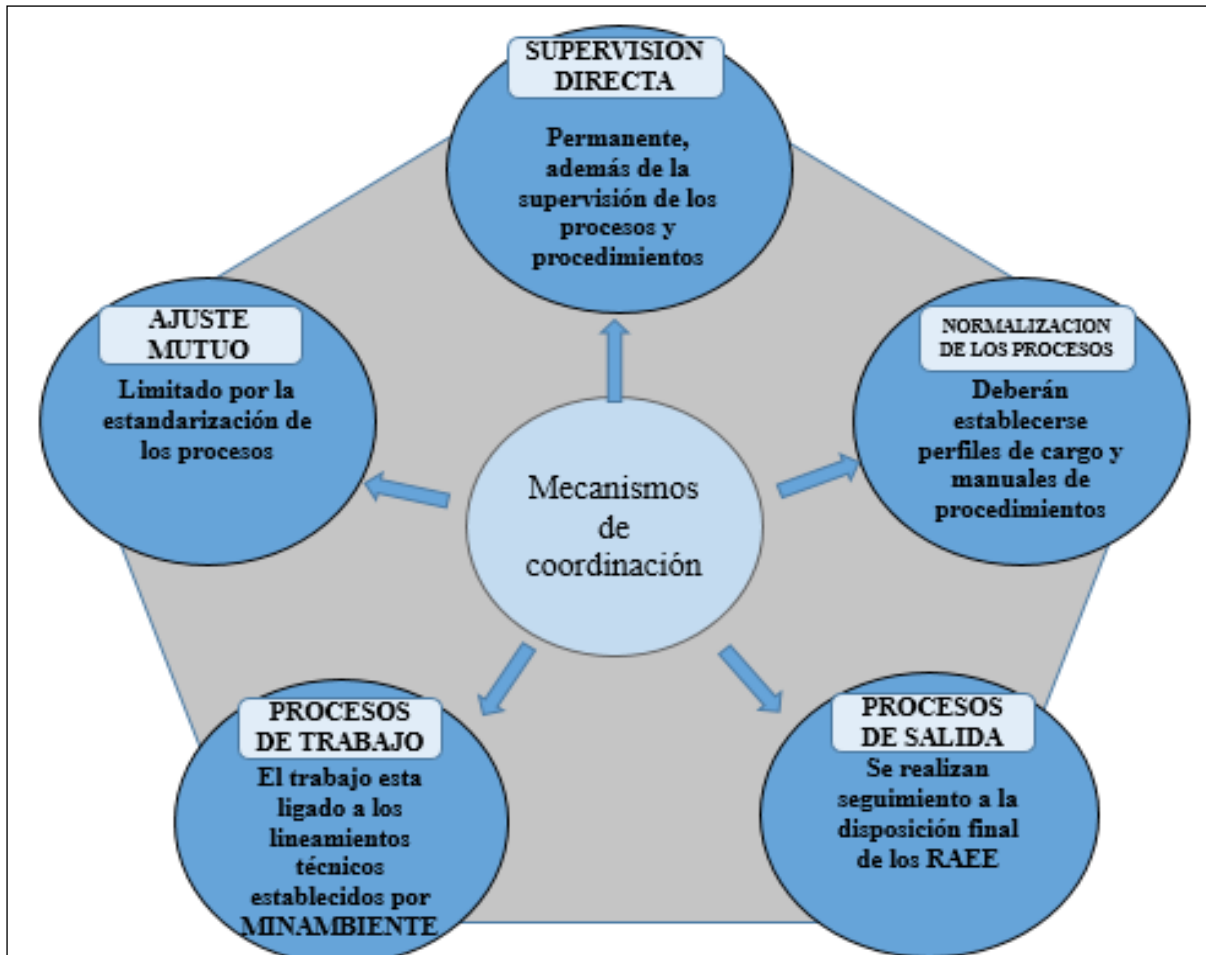 SUPERVISION
DIRECTA
Permanente,
además de la
supervisión de los
procesos y
procedimientos
AJUSTE
MUTUO
Limitado por la
estandarización de
los procesos
NORMALIZACION
DE LOS PROCESOS
Deberán
establecerse
perfiles de cargo y
manuales de
procedimientos
Mecanismos
de
coordinación
PROCESOS
DE TRABAJO
El trabajo esta
ligado a los
lineamientos
técnicos
establecidos por
MINAMBIENTE
PROCESOS
DE SALIDA
Se realizan
seguimiento a la
disposición final
de los RAEE